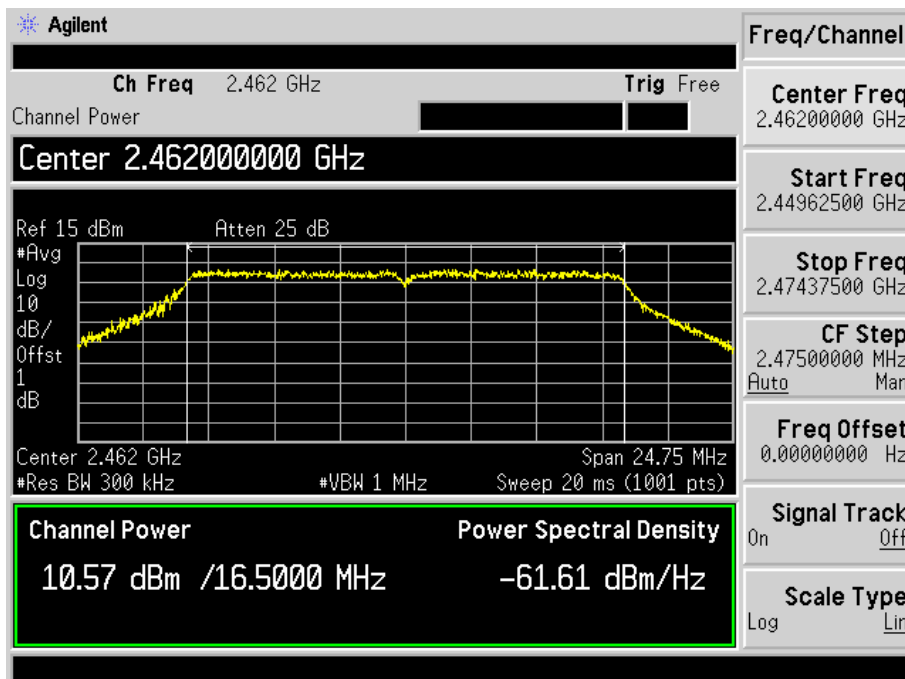 Agilent
Freq/Channel
Ch Freq 2.462 GHz Trig Free
Channel Power
Center 2.462000000 GHz
Ref 15 dBm Atten 25 dB
#Avg
Log
10
dB/
Offst
1
dB
Center 2.462 GHz Span 24.75 MHz
#Res BW 300 kHz #VBW 1 MHz Sweep 20 ms (1001 pts)
Channel Power Power Spectral Density
10.57 dBm /16.5000 MHz -61.61 dBm/Hz
Center Freq
2.46200000 GHz
Start Freq
2.44962500 GHz
Stop Freq
2.47437500 GHz
CF Step
2.47500000 MHz
Auto Man
Freq Offset
0.00000000 Hz
Signal Track
On Off
Scale Type
Log Lin